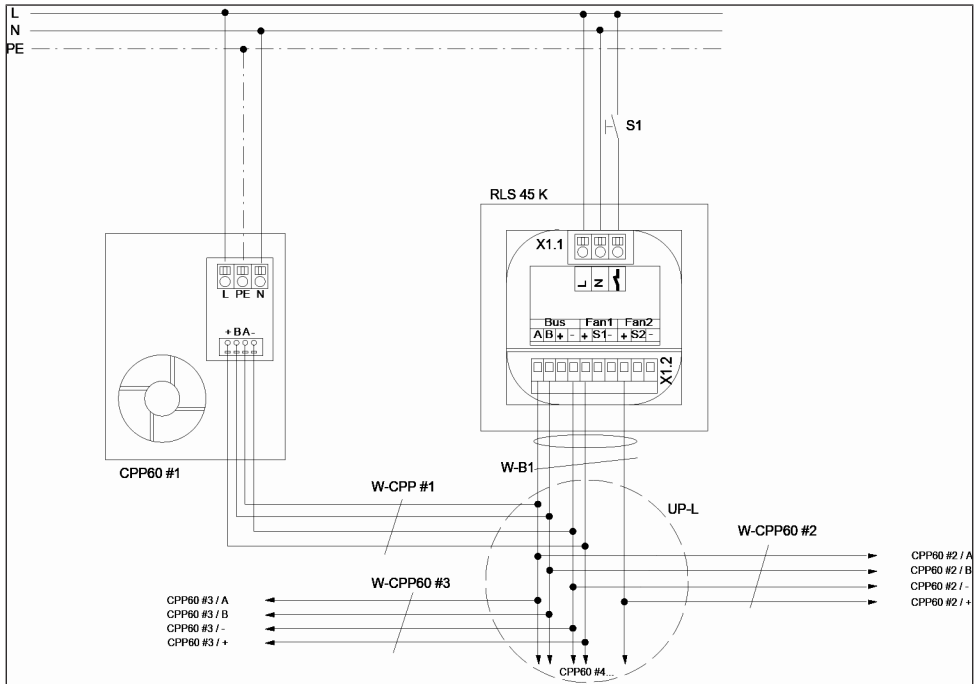 L
N
PE
S1
RLS 45 K
X1.1
L N
L PE N
Bus Fan1 Fan2
A B + - + S1 - + S2 -
+ B A -
X1.2
CPP60 #1
W-B1
W-CPP #1
UP-L
W-CPP60 #2
CPP60 #2 / A
CPP60 #2 / B
CPP60 #2 / -
CPP60 #2 / +
W-CPP60 #3
CPP60 #3 / A
CPP60 #3 / B
CPP60 #3 / -
CPP60 #3 / +
CPP60 #4...